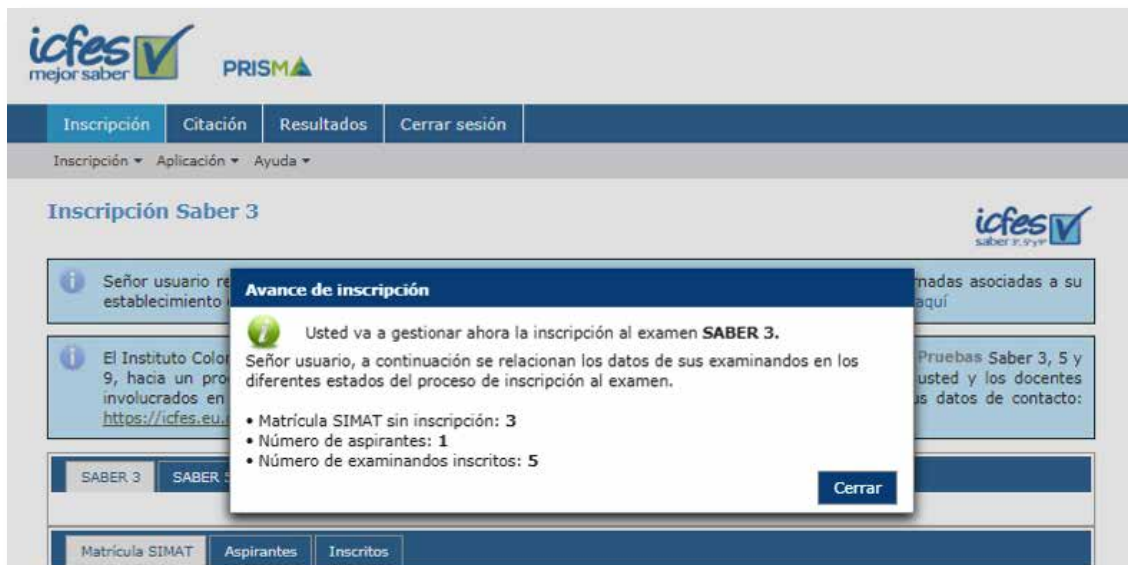 icfes
mejor saber
PRISMA
Inscripción Citación Resultados Cerrar sesión
Inscripción Aplicación Ayuda
Inscripción Saber 3
icfes
Señor usuario
establecimiento
nadas asociadas a su
aquí
El Instituto
9, hacia un
involucrados en
https://icfes.eu.
Pruebas Saber 3, 5 y
usted y los docentes
datos de contacto:
Avance de inscripción
Usted va a gestionar ahora la inscripción al examen SABER 3.
Señor usuario, a continuación se relacionan los datos de sus examinandos en los
diferentes estados del proceso de inscripción al examen.
• Matrícula SIMAT sin inscripción: 3
• Número de aspirantes: 1
• Número de examinandos inscritos: 5
Cerrar
SABER 3 SABER
Matrícula SIMAT Aspirantes Inscritos